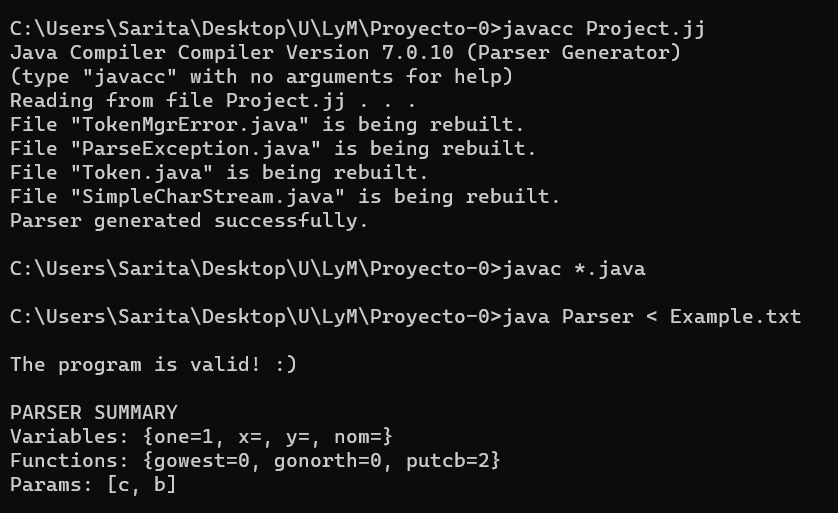 C:\Users\Sarita\Desktop\U\LyM\Proyecto-0>javacc Project.jj
Java Compiler Compiler Version 7.0.10 (Parser Generator)
(type "javacc" with no arguments for help)
Reading from file Project.jj . . .
File "TokenMgrError.java" is being rebuilt.
File "ParseException.java" is being rebuilt.
File "Token.java" is being rebuilt.
File "SimpleCharStream.java" is being rebuilt.
Parser generated successfully.
C:\Users\Sarita\Desktop\U\LyM\Proyecto-0>javac *.java
C:\Users\Sarita\Desktop\U\LyM\Proyecto-0>java Parser < Example.txt
The program is valid! :)
PARSER SUMMARY
Variables: {one=1, x=, y=, nom=}
Functions: {gowest=0, gonorth=0, putcb=2}
Params: [c, b]